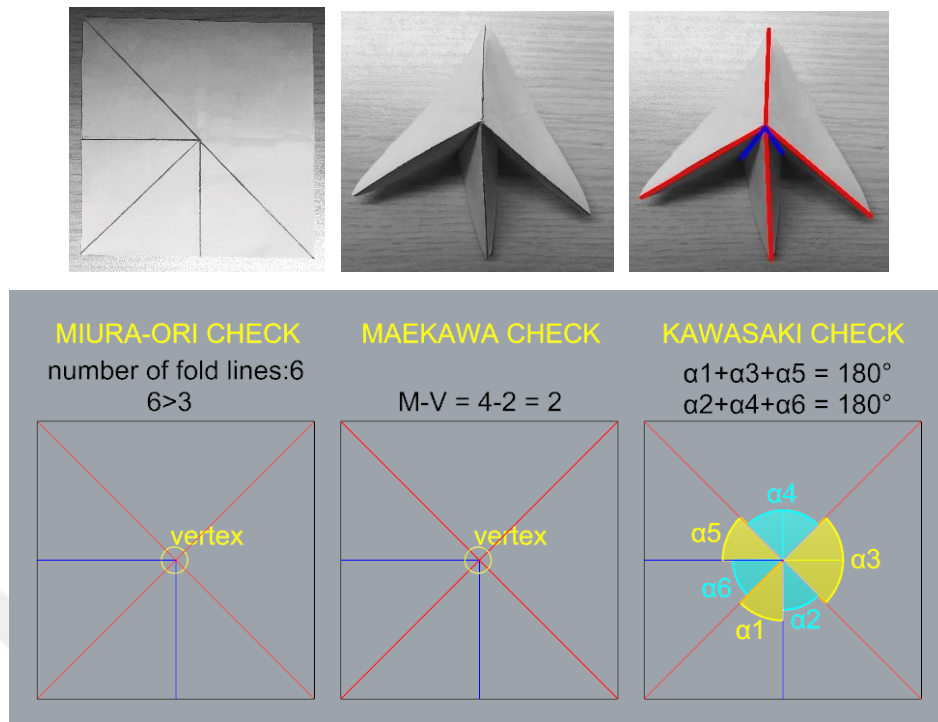 MIURA-ORI CHECK
number of fold lines:6
6>3
vertex
MAEKAWA CHECK
M-V = 4-2 = 2
vertex
KAWASAKI CHECK
α1+α3+α5 = 180°
α2+α4+α6 = 180°
α4
α5
α3
α6
α1
α2